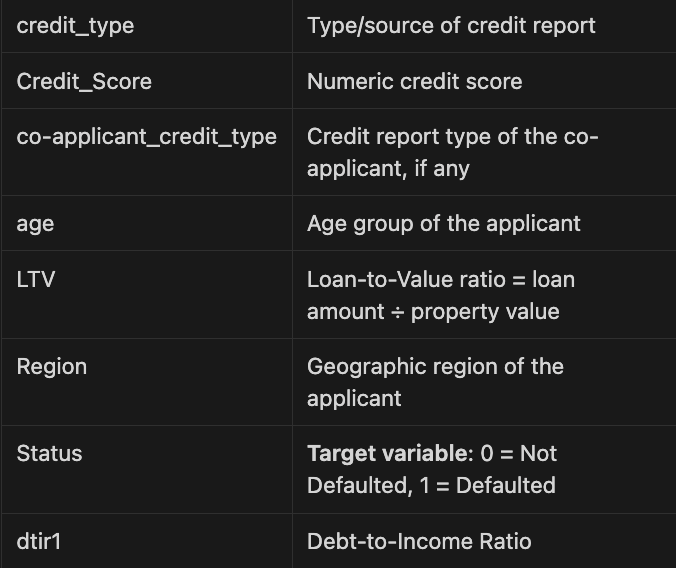 credit_type
Type/source of credit report
Credit_Score
Numeric credit score
co-applicant_credit_type
Credit report type of the co-
applicant, if any
age
Age group of the applicant
LTV
Loan-to-Value ratio = loan
amount ÷ property value
Region
Geographic region of the
applicant
Status
Target variable: 0 = Not
Defaulted, 1 = Defaulted
dtir1
Debt-to-Income Ratio